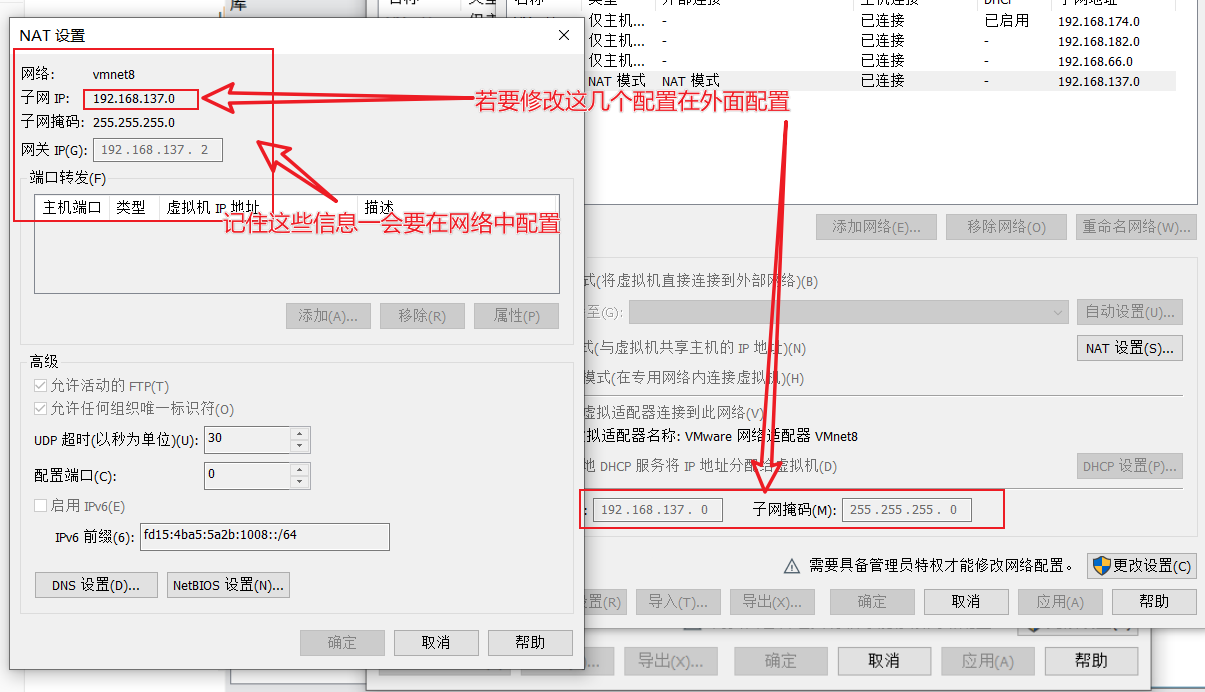 库
类型
外部连接
仅主机...
-
已连接
已启用
192.168.174.0
仅主机...
-
已连接
-
192.168.182.0
仅主机...
-
已连接
-
192.168.66.0
NAT 模式
NAT 模式
已连接
-
192.168.137.0
NAT 设置
网络:
vmnet8
子网 IP:
192.168.137.0
子网掩码:
255.255.255.0
网关 IP(G):
192 . 168 . 137 . 2
若要修改这几个配置在外面配置
端口转发(F)
主机端口
类型
虚拟机 IP 地址
描述
记住这些信息一会要在网络中配置
添加(A)...
移除(R)
属性(P)
高级
允许活动的 FTP(T)
允许任何组织唯一标识符(O)
UDP 超时(以秒为单位)(U):
30
配置端口(C):
0
启用 IPv6(E)
IPv6 前缀(6):
fd15:4ba5:5a2b:1008::/64
DNS 设置(D)...
NetBIOS 设置(N)...
确定
取消
帮助
添加网络(E)...
移除网络(O)
重命名网络(W)...
式(将虚拟机直接连接到外部网络)(B)
至(G):
自动设置(U)...
式(与虚拟机共享主机的 IP 地址)(N)
NAT 设置(S)...
模式(在专用网络内连接虚拟机)(H)
虚拟适配器连接到此网络(V)
拟适配器名称: VMware 网络适配器 VMnet8
地 DHCP 服务将 IP 地址分配给虚拟机(D)
DHCP 设置(P)...
:
192 . 168 . 137 . 0
子网掩码(M):
255 . 255 . 255 . 0
需要具备管理员特权才能修改网络配置。
更改设置(C)
置(R)
导入(T)...
导出(X)...
确定
取消
应用(A)
帮助
...
导出(X)...
确定
取消
应用(A)
帮助